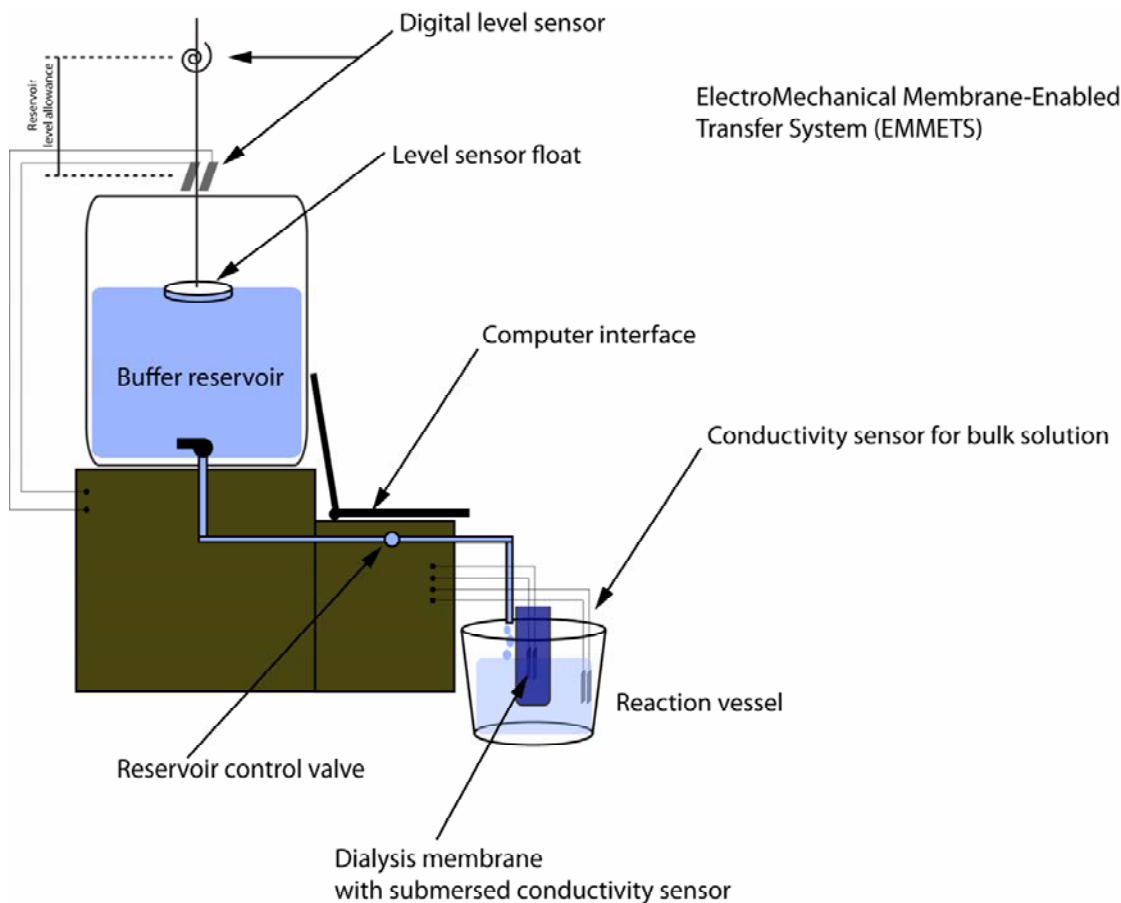 Digital level sensor
ElectroMechanical Membrane-Enabled
Transfer System (EMMETS)
Reservoir
level allowance
Level sensor float
Computer interface
Buffer reservoir
Conductivity sensor for bulk solution
Reaction vessel
Reservoir control valve
Dialysis membrane
with submersed conductivity sensor